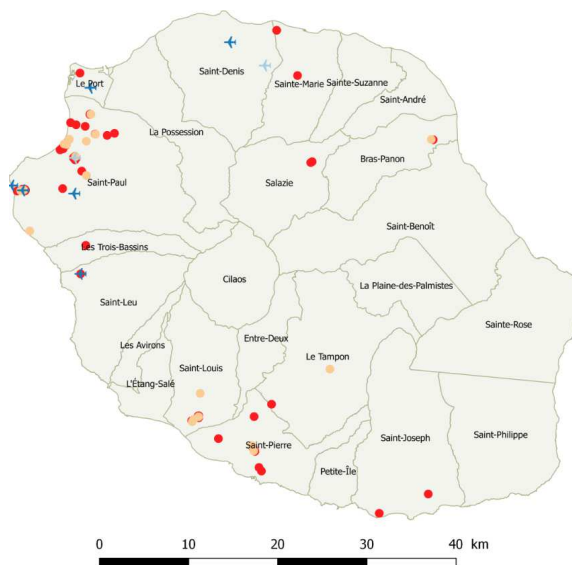 Saint-Denis
Sainte-Marie
Sainte-Suzanne
Le Port
Saint-André
La Possession
Bras-Panon
Salazie
Saint-Paul
Saint-Benoît
Les Trois-Bassins
Cilaos
La Plaine-des-Palmistes
Saint-Leu
Sainte-Rose
Entre-Deux
Les Avirons
Le Tampon
Saint-Louis
L'Étang-Salé
Saint-Joseph
Saint-Philippe
Saint-Pierre
Petite-Île
0 10 20 30 40 km